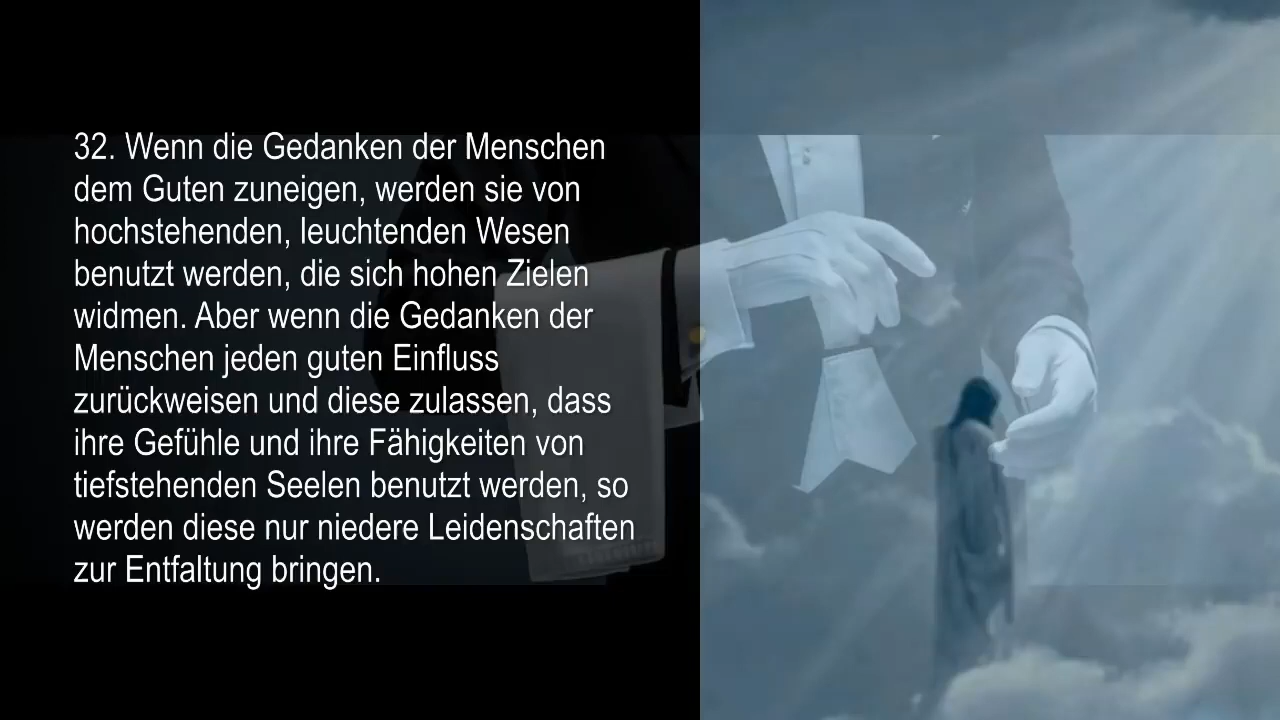 32. Wenn die Gedanken der Menschen
dem Guten zuneigen, werden sie von
hochstehenden, leuchtenden Wesen
benutzt werden, die sich hohen Zielen
widmen. Aber wenn die Gedanken der
Menschen jeden guten Einfluss
zurückweisen und diese zulassen, dass
ihre Gefühle und ihre Fähigkeiten von
tiefstehenden Seelen benutzt werden, so
werden diese nur niedere Leidenschaften
zur Entfaltung bringen.